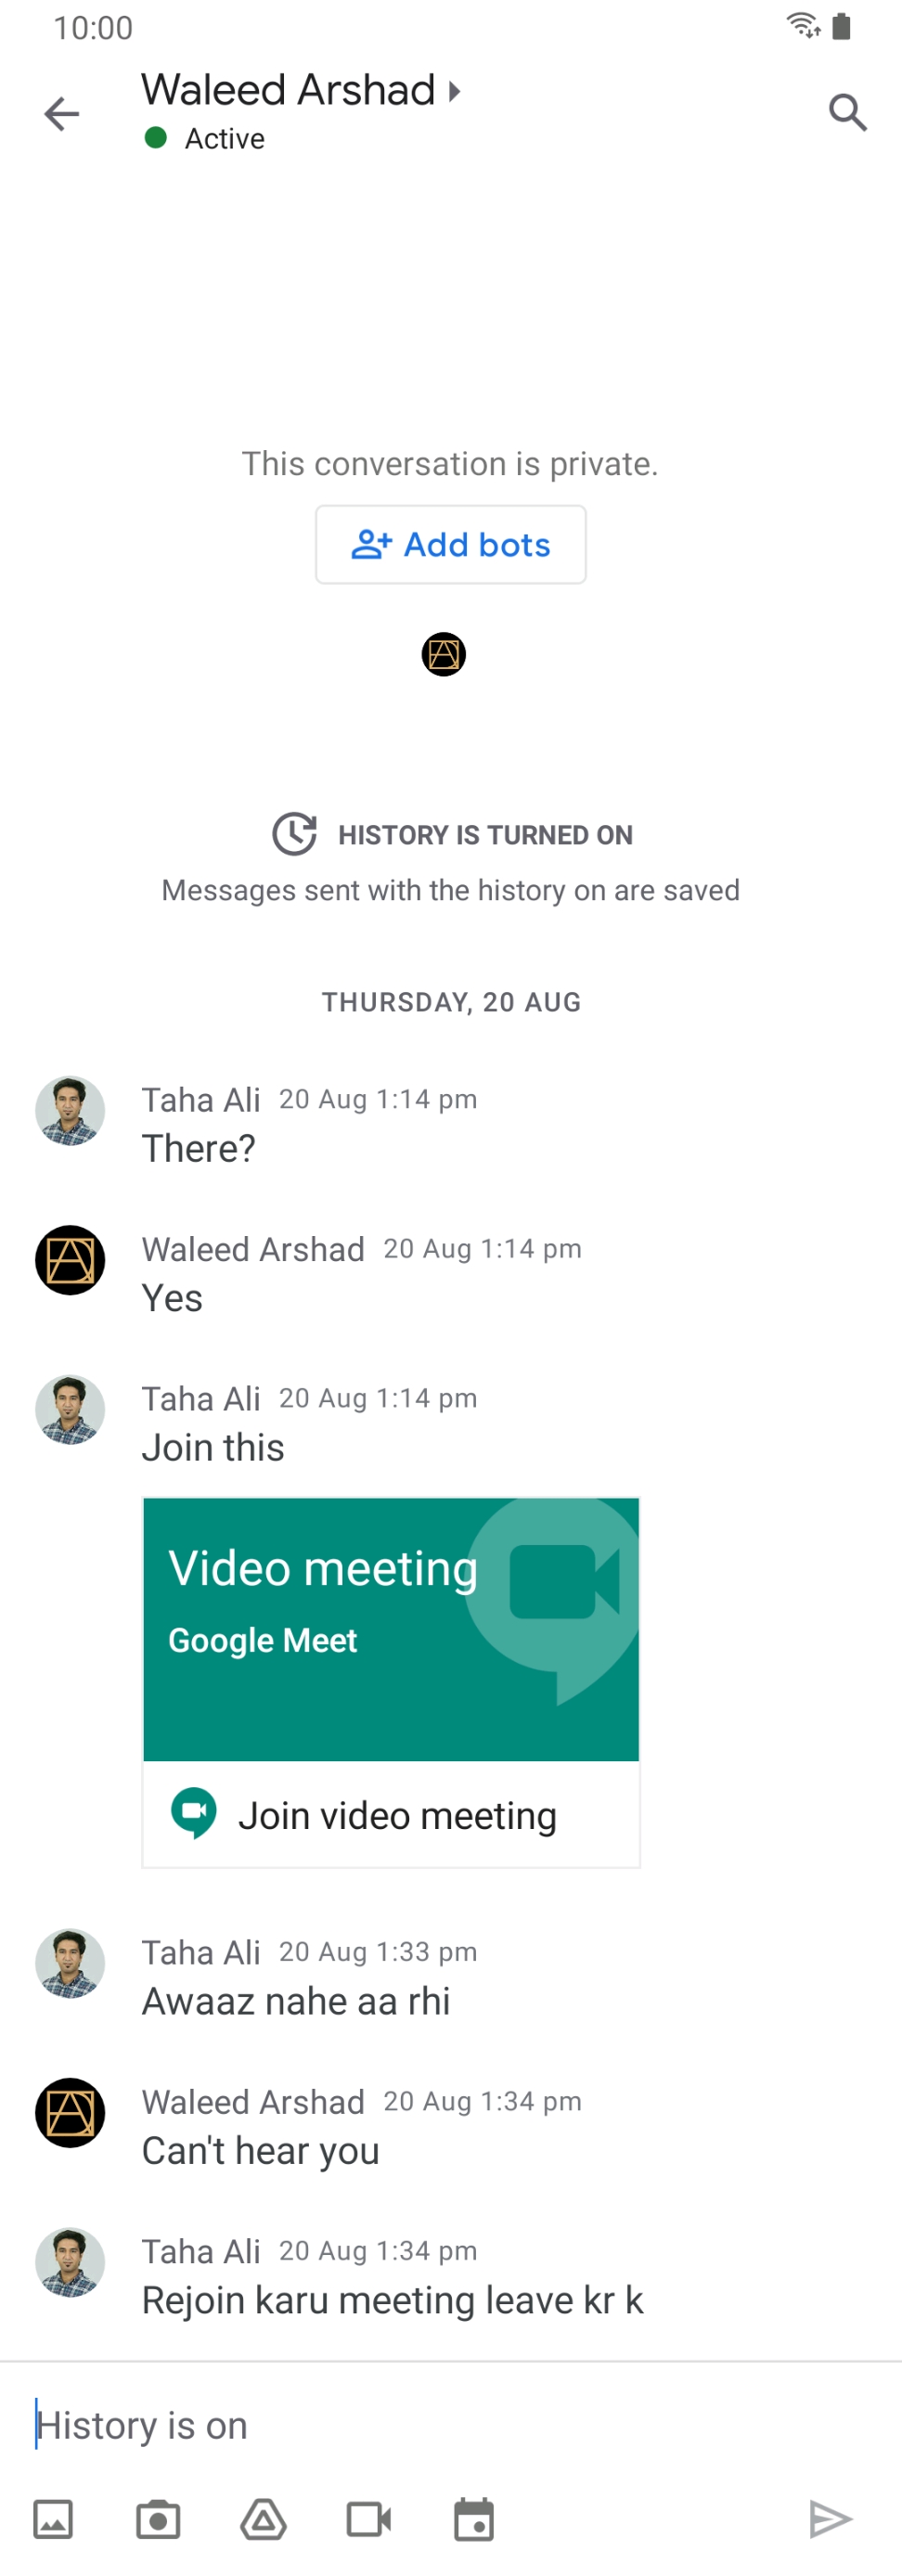 10:00
Waleed Arshad
Active
This conversation is private.
Add bots
HISTORY IS TURNED ON
Messages sent with the history on are saved
THURSDAY, 20 AUG
Taha Ali 20 Aug 1:14 pm
There?
Waleed Arshad 20 Aug 1:14 pm
Yes
Taha Ali 20 Aug 1:14 pm
Join this
Video meeting
Google Meet
Join video meeting
Taha Ali 20 Aug 1:33 pm
Awaaz nahe aa rhi
Waleed Arshad 20 Aug 1:34 pm
Can't hear you
Taha Ali 20 Aug 1:34 pm
Rejoin karu meeting leave kr k
History is on